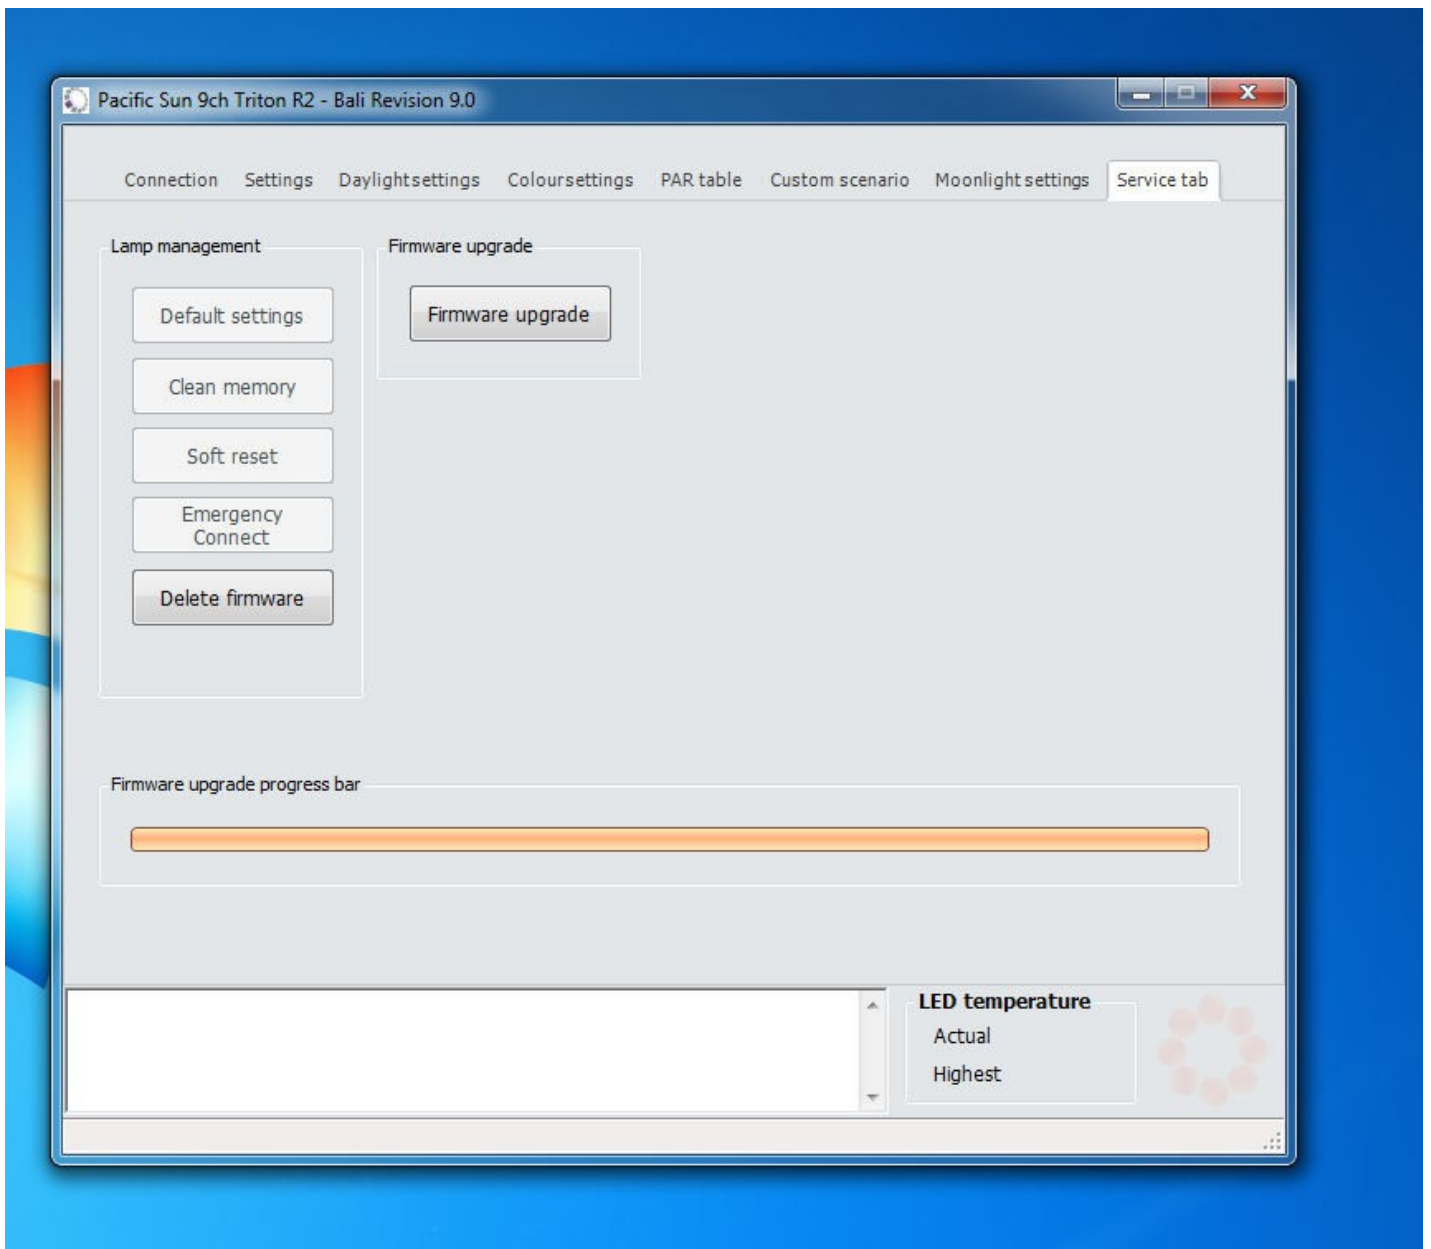 Pacific Sun 9ch Triton R2 - Bali Revision 9.0
Connection Settings Daylightsettings Coloursettings PAR table Custom scenario Moonlight settings Service tab
Lamp management Firmware upgrade
Default settings Firmware upgrade
Clean memory
Soft reset
Emergency
Connect
Delete firmware
Firmware upgrade progress bar
LED temperature
Actual
Highest